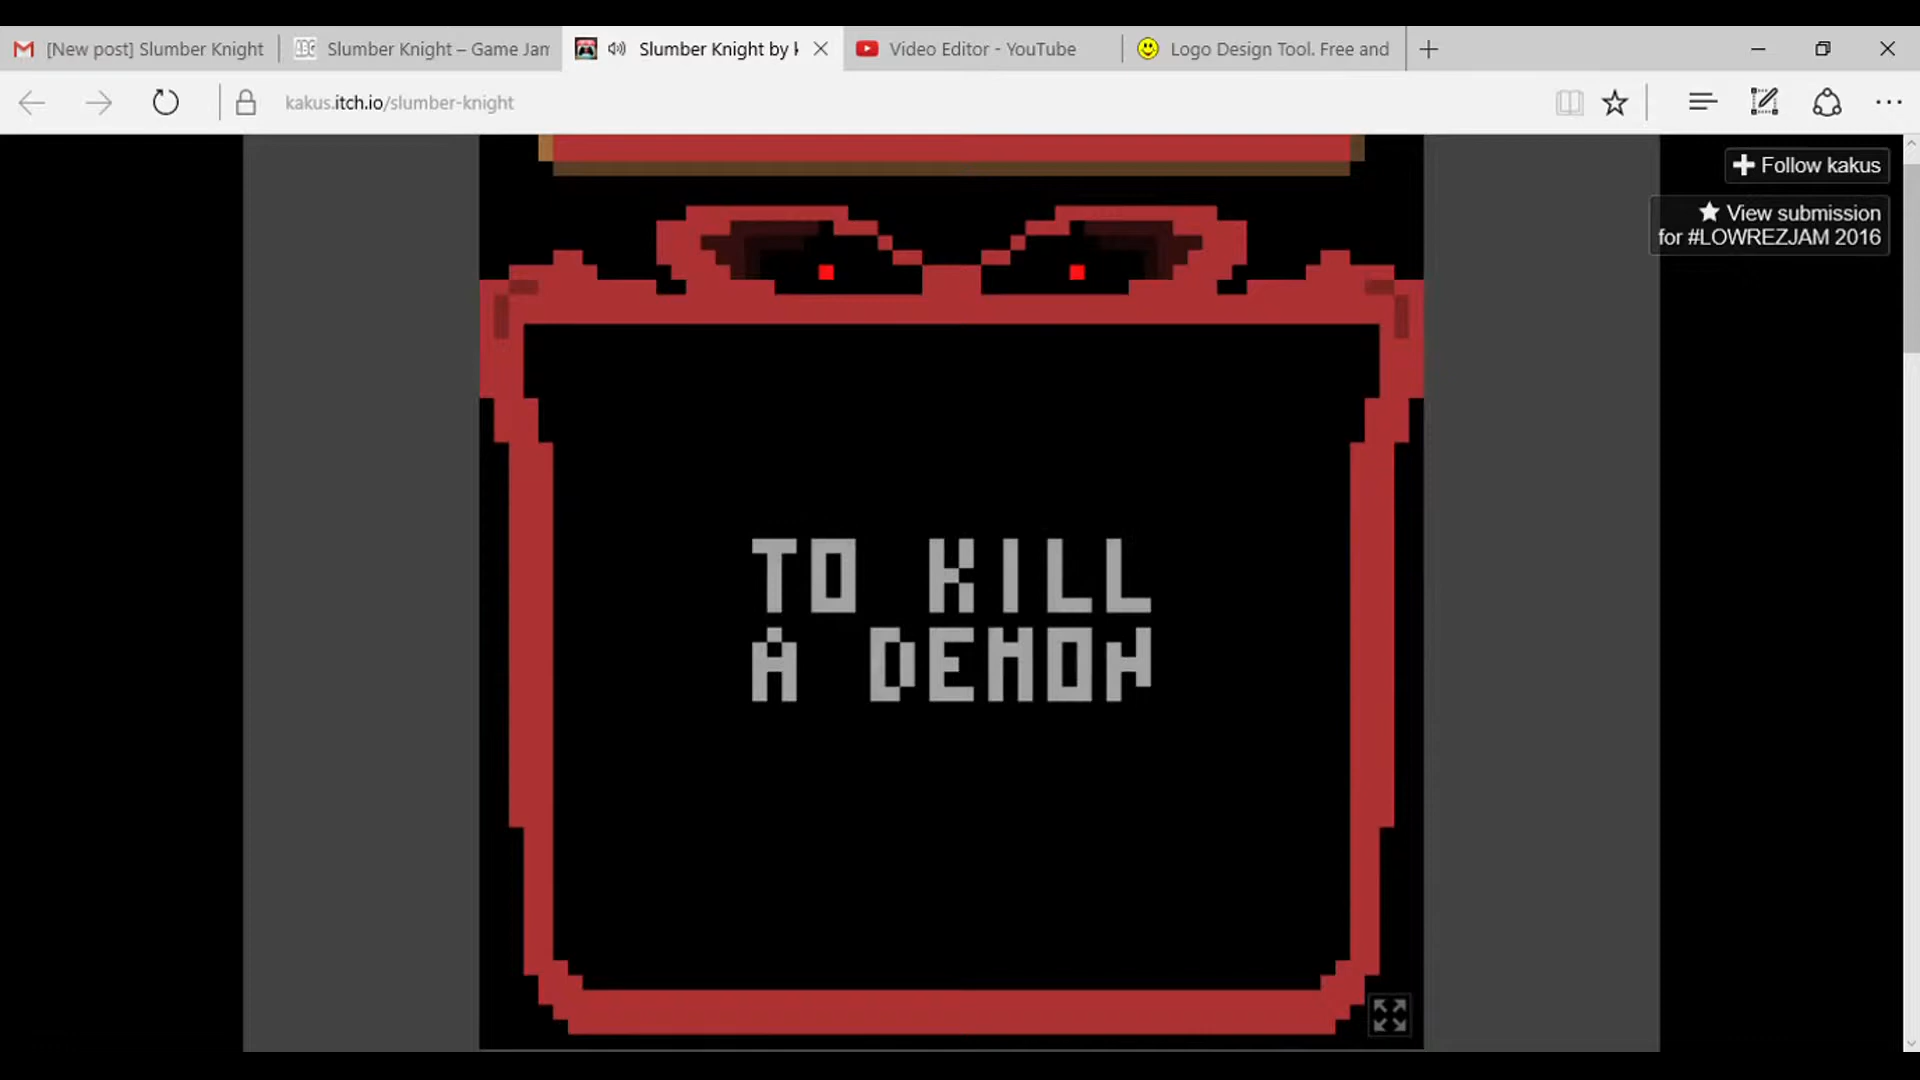 [New post] Slumber Knight
Slumber Knight – Game Jam
Slumber Knight by k
Video Editor - YouTube
Logo Design Tool. Free and
kakus.itch.io/slumber-knight
Follow kakus
View submission
for #LOWREZJAM 2016
TO KILL
A DEMON